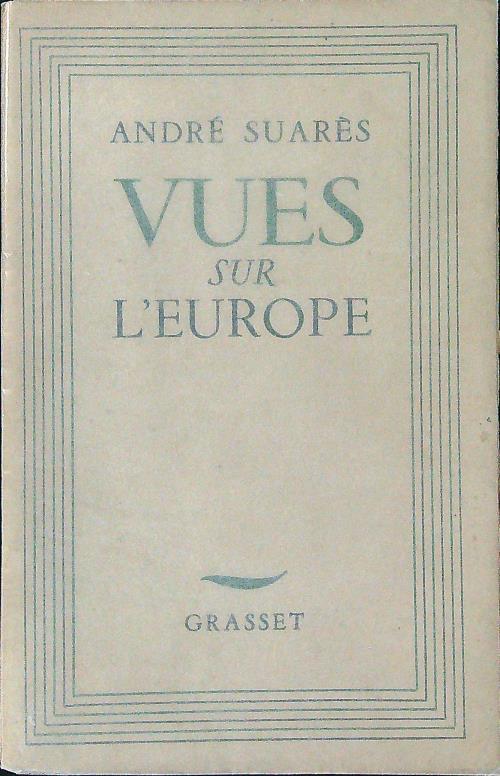 ANDRÉ SUARÈS
VUES
SUR
L'EUROPE
GRASSET